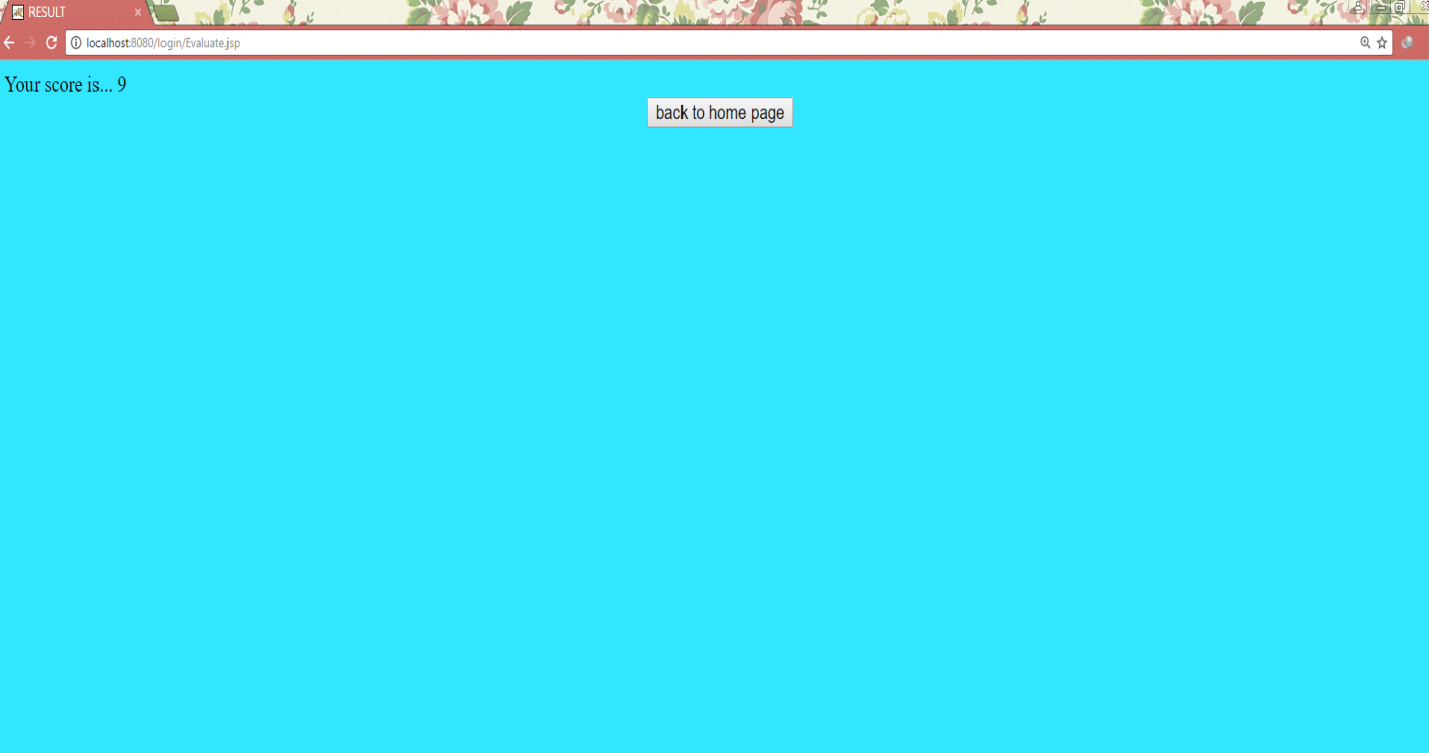 RESULT
localhost:8080/login/Evaluate.jsp
Your score is... 9
back to home page